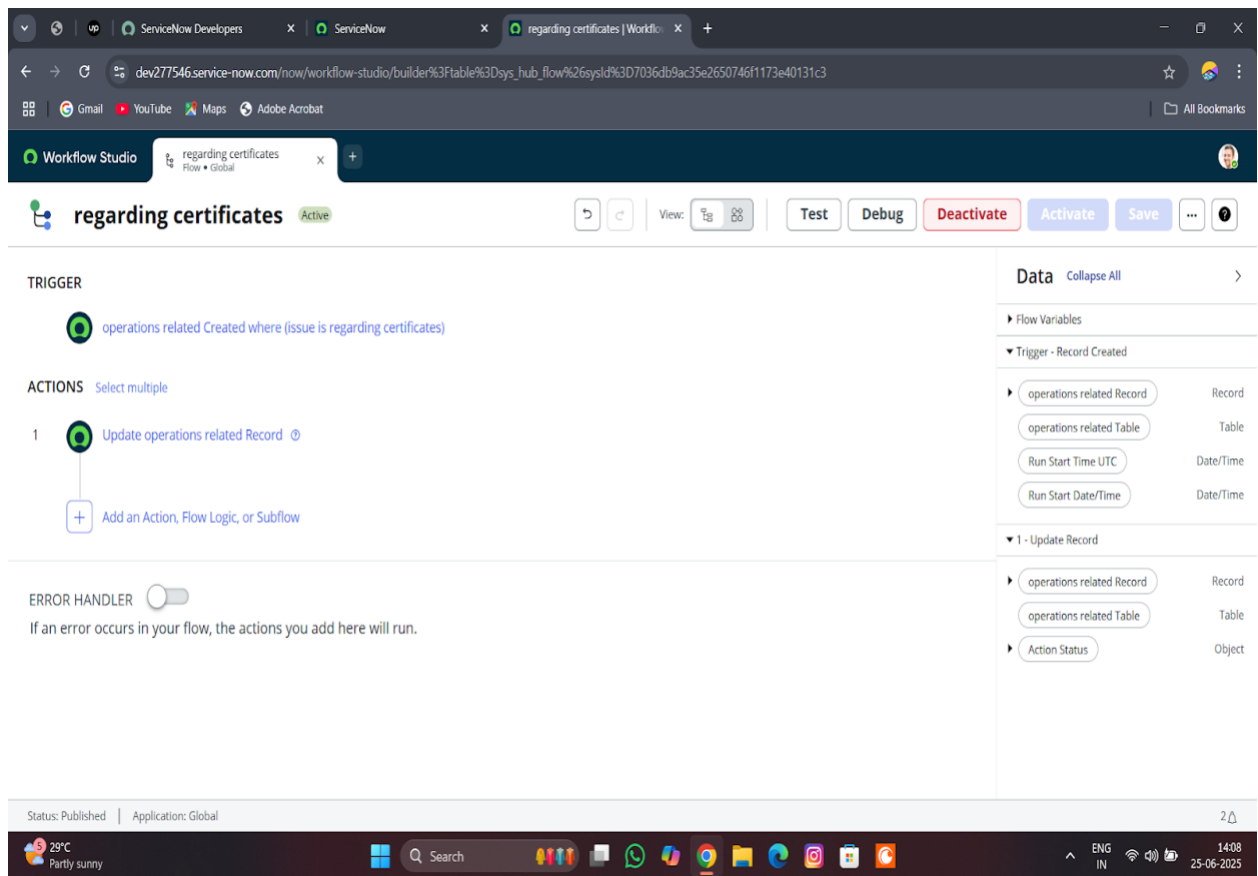 up
ServiceNow Developers
ServiceNow
regarding certificates | Workflo
dev277546.service-now.com/now/workflow-studio/builder%3Ftable%3Dsys_hub_flow%26sysId%3D7036db9ac35e2650746f1173e40131c3
Gmail YouTube Maps Adobe Acrobat All Bookmarks
Workflow Studio
regarding certificates
Flow • Global
regarding certificates Active View: Test Debug Deactivate Activate Save ... ?
TRIGGER
operations related Created where (issue is regarding certificates)
ACTIONS Select multiple
1 Update operations related Record
Add an Action, Flow Logic, or Subflow
ERROR HANDLER
If an error occurs in your flow, the actions you add here will run.
Data Collapse All
Flow Variables
Trigger - Record Created
operations related Record Record
operations related Table Table
Run Start Time UTC Date/Time
Run Start Date/Time Date/Time
1 - Update Record
operations related Record Record
operations related Table Table
Action Status Object
Status: Published Application: Global 2
5
29°C
Partly sunny
Search
ENG
IN
14:08
25-06-2025